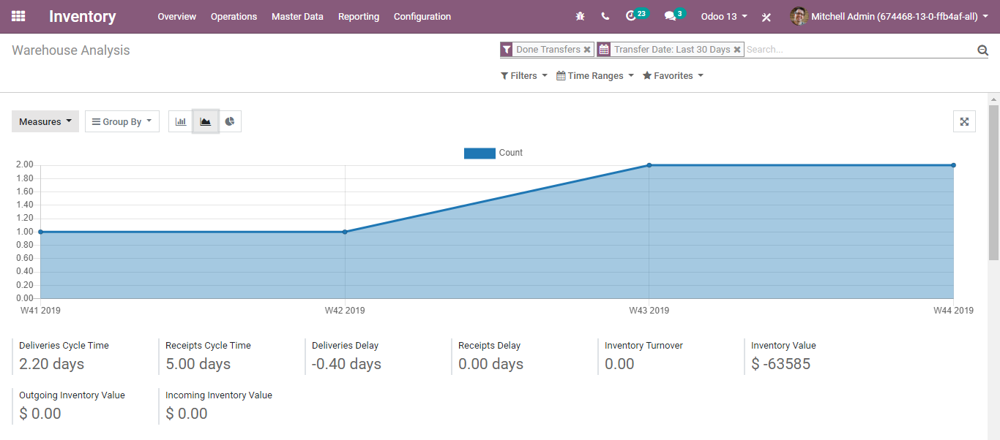 Inventory Overview Operations Master Data Reporting Configuration 23 3 Odoo 13 Mitchell Admin (674468-13-0-ffb4af-all)
Warehouse Analysis Done Transfers Transfer Date: Last 30 Days Search...
Filters Time Ranges Favorites
Measures Group By
Count
2.00
1.80
1.60
1.40
1.20
1.00
0.80
0.60
0.40
0.20
0.00
W41 2019 W42 2019 W43 2019 W44 2019
Deliveries Cycle Time Receipts Cycle Time Deliveries Delay Receipts Delay Inventory Turnover Inventory Value
2.20 days 5.00 days -0.40 days 0.00 days 0.00 $ -63585
Outgoing Inventory Value Incoming Inventory Value
$ 0.00 $ 0.00